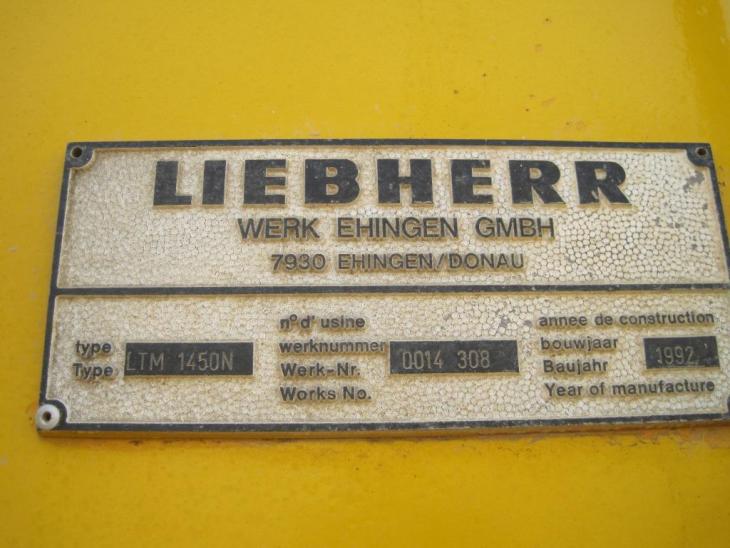 LIEBHERR
WERK EHINGEN GMBH
7930 EHINGEN/DONAU
type
Type
LTM 1450N
nº d' usine
werknummer
Werk-Nr.
Works No.
0014 308
annee de construction
bouwjaar
Baujahr
Year of manufacture
1992